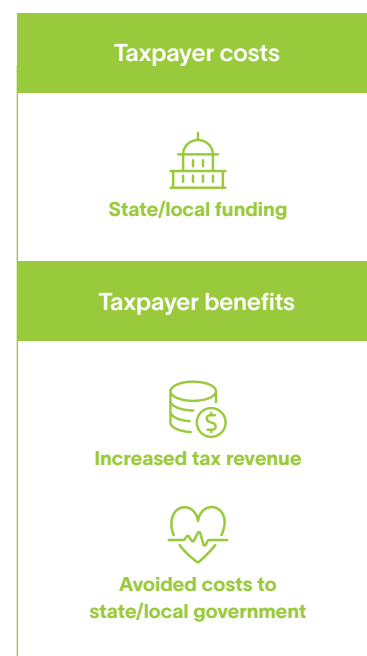 Taxpayer costs
State/local funding
Taxpayer benefits
$
Increased tax revenue
Avoided costs to
state/local government